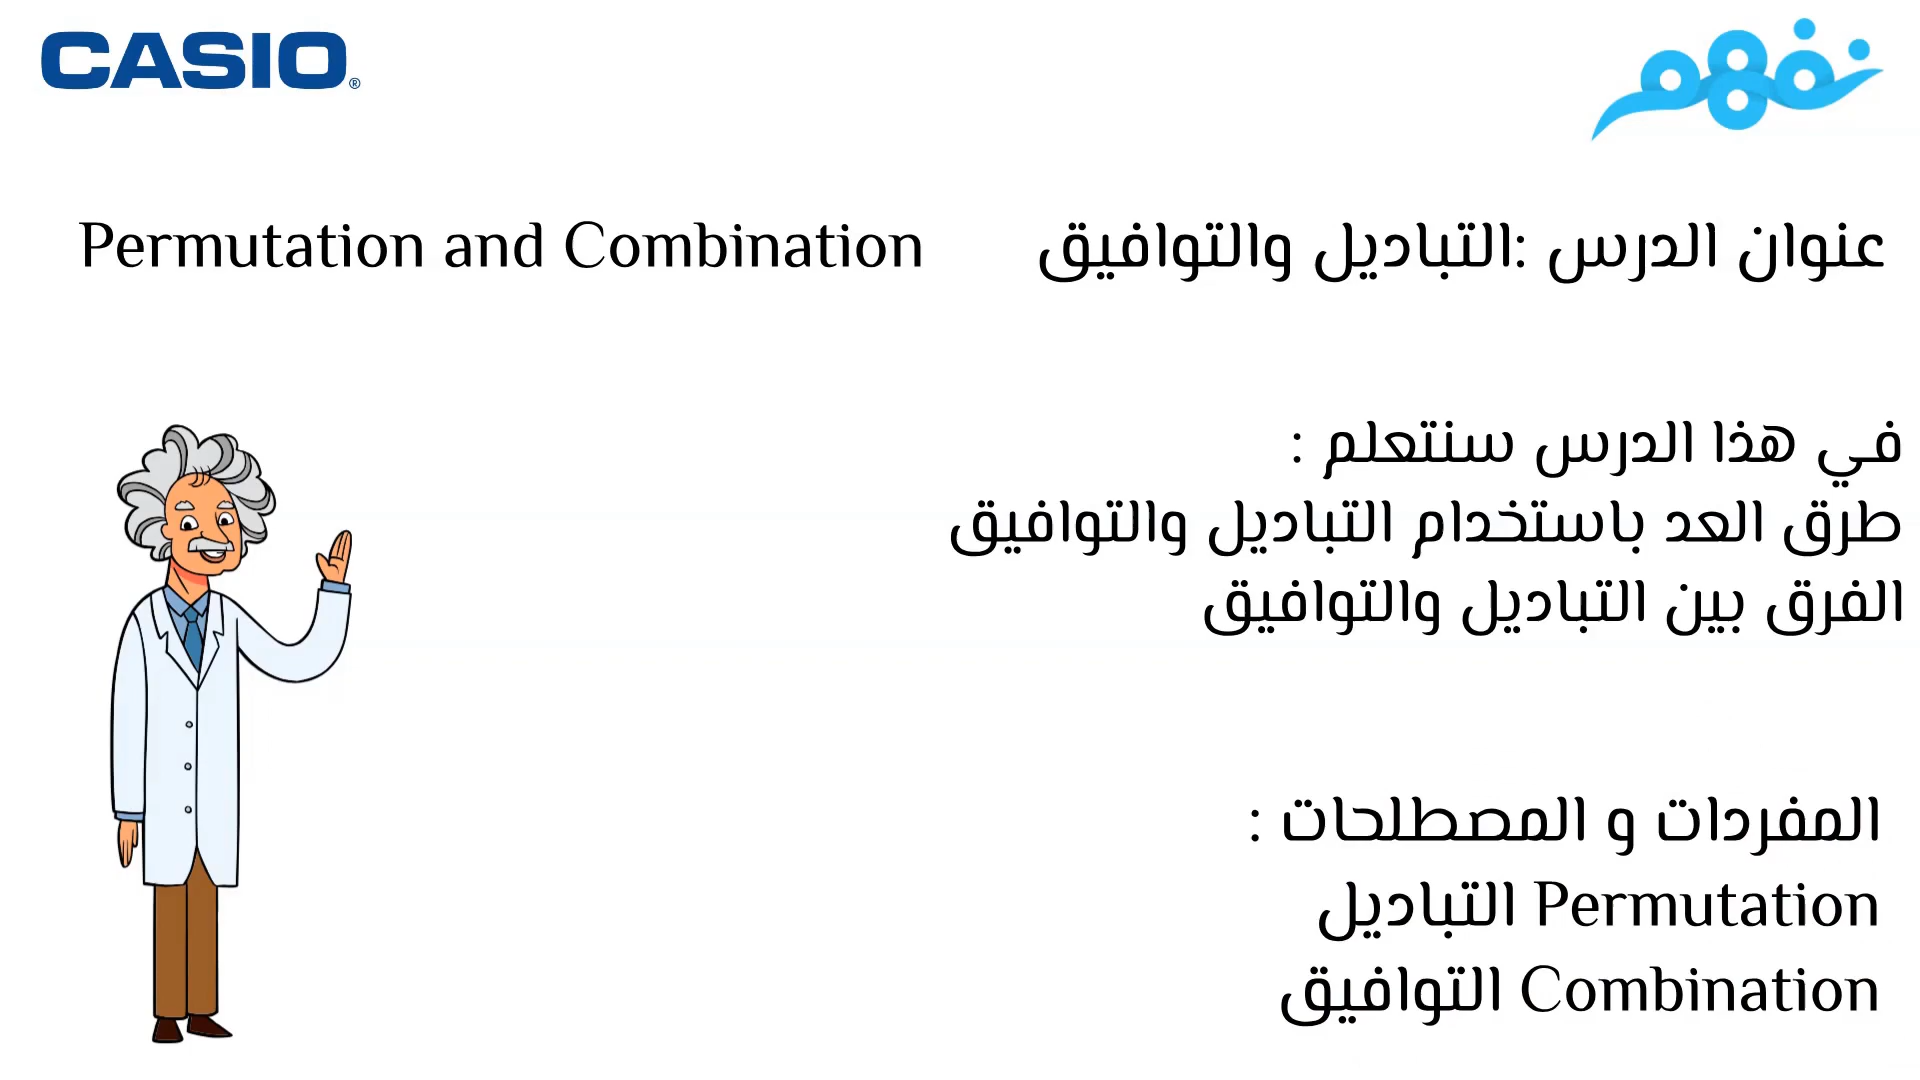 CASIO®
نفهم
عنوان الدرس :التباديل والتوافيق
Permutation and Combination
في هذا الدرس سنتعلم :
طرق العد باستخدام التباديل والتوافيق
الفرق بين التباديل والتوافيق
المفردات و المصطلحات :
Permutation التباديل
Combination التوافيق